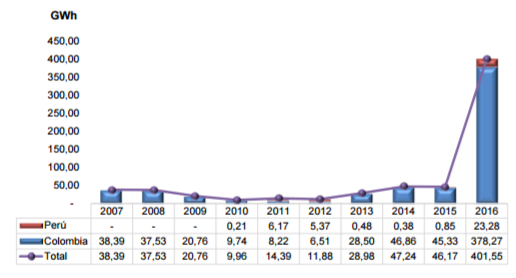 GWh
450,00
400,00
350,00
300,00
250,00
200,00
150,00
100,00
50,00
-
2007 2008 2009 2010 2011 2012 2013 2014 2015 2016
Perú - - - 0,21 6,17 5,37 0,48 0,38 0,85 23,28
Colombia 38,39 37,53 20,76 9,74 8,22 6,51 28,50 46,86 45,33 378,27
Total 38,39 37,53 20,76 9,96 14,39 11,88 28,98 47,24 46,17 401,55